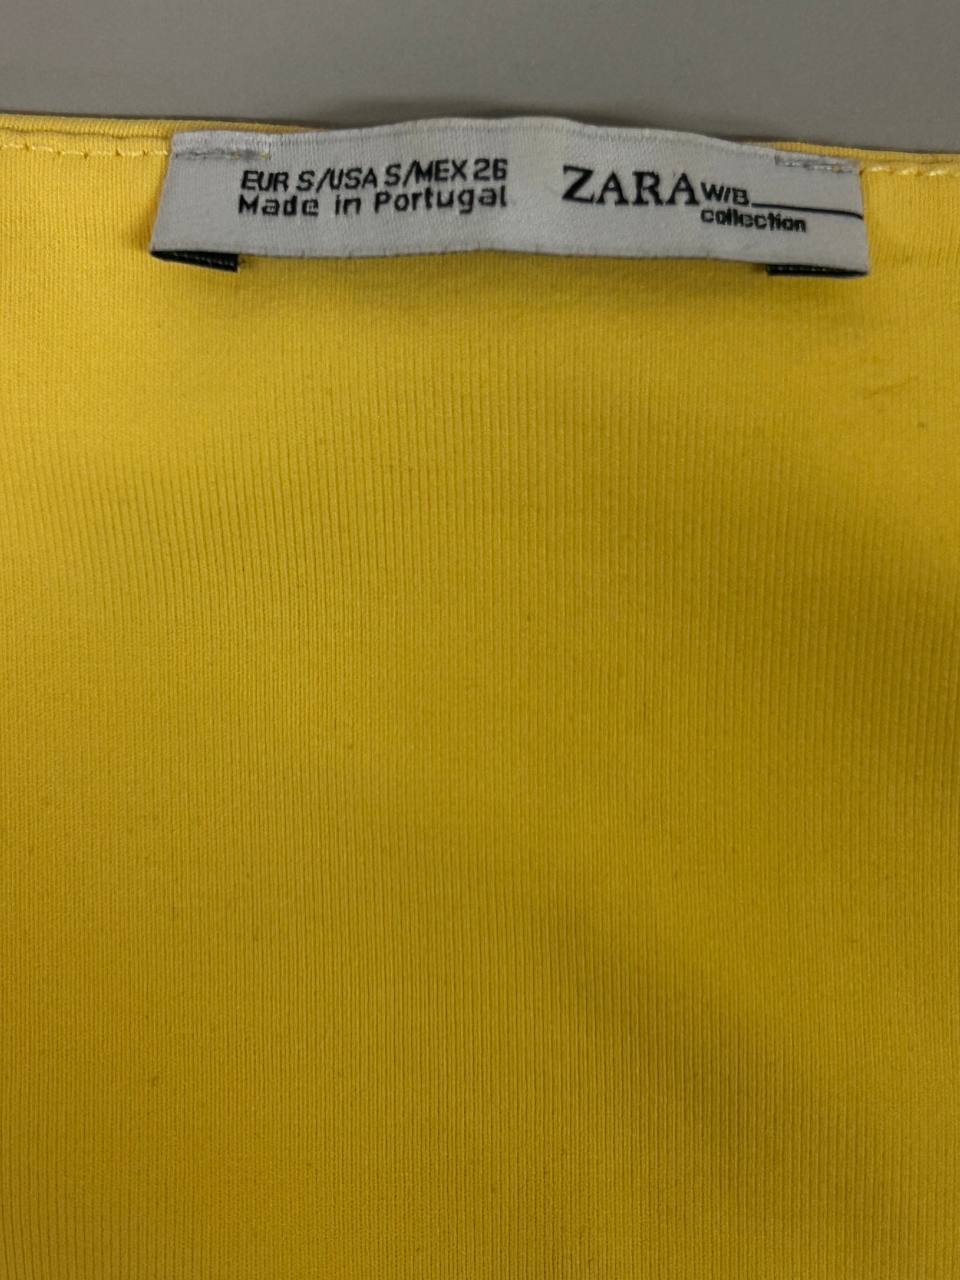 EUR S/USA S/MEX 26
Made in Portugal
ZARA W/B
collection